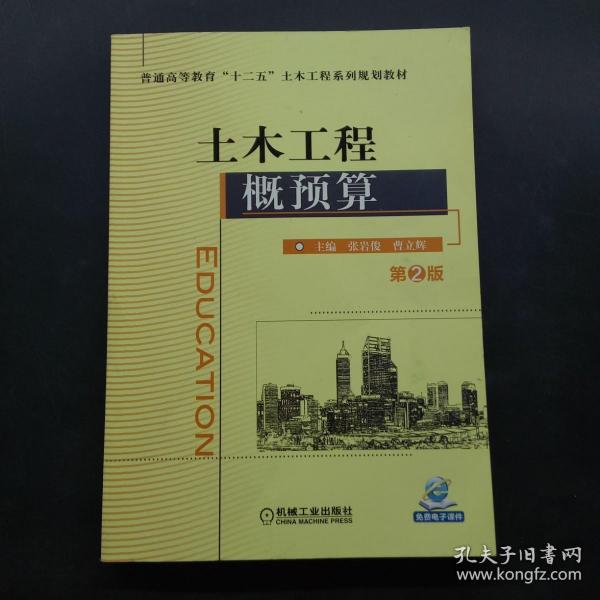 普通高等教育“十二五”土木工程系列规划教材
土木工程
概预算
主编 张岩俊 曹立辉
第2版
EDUCATION
机械工业出版社
CHINA MACHINE PRESS
免费电子课件
孔夫子旧书网
www.kongfz.com